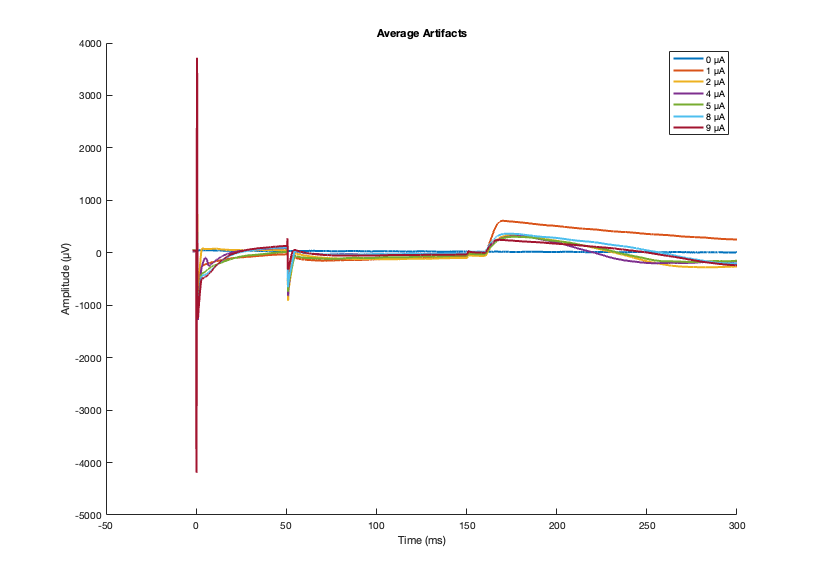 Average Artifacts
4000
3000
2000
1000
0
-1000
-2000
-3000
-4000
-5000
Amplitude (µV)
-50
0
50
100
150
200
250
300
Time (ms)
0 µA
1 µA
2 µA
4 µA
5 µA
8 µA
9 µA